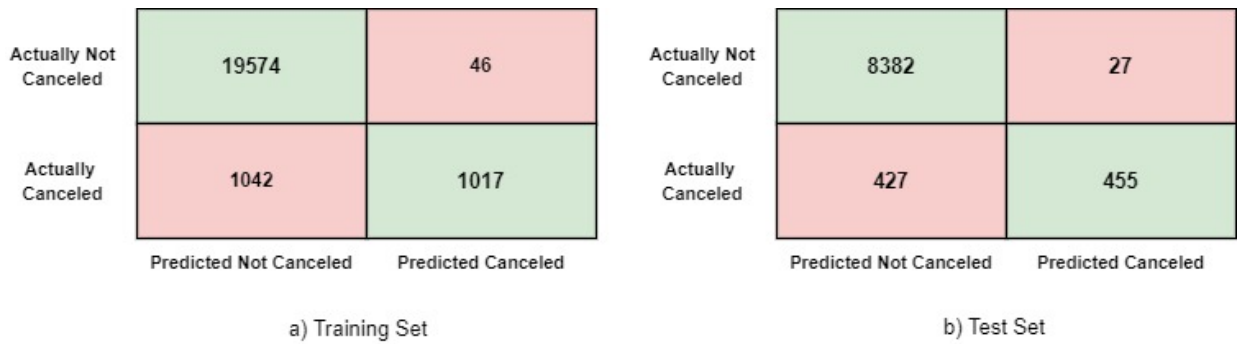 Actually Not
Canceled
19574
46
Actually
Canceled
1042
1017
Predicted Not Canceled
Predicted Canceled
a) Training Set
Actually Not
Canceled
8382
27
Actually
Canceled
427
455
Predicted Not Canceled
Predicted Canceled
b) Test Set